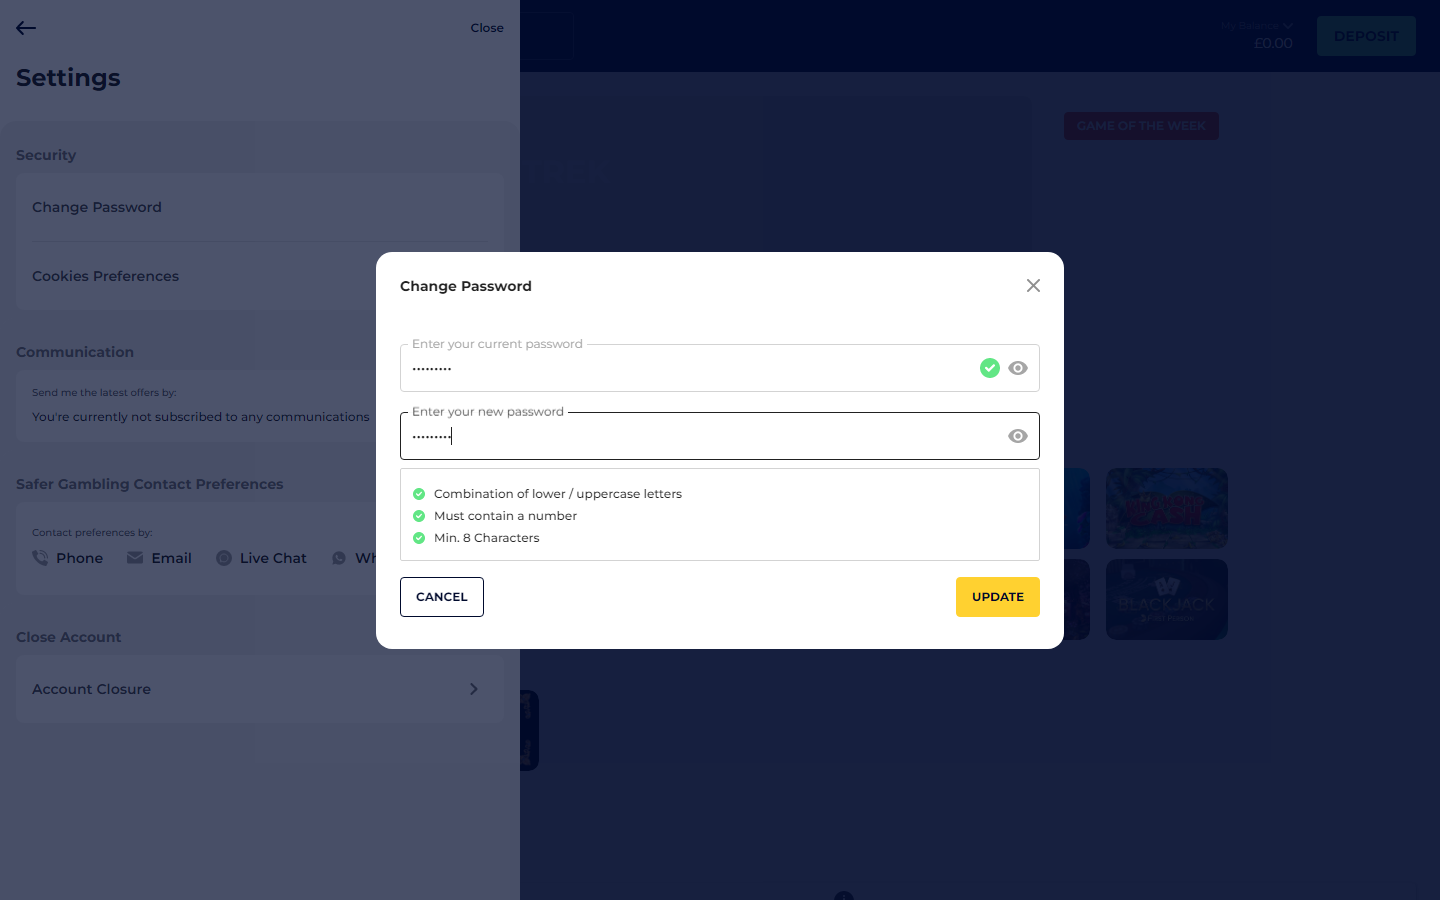 Close
Settings
My Balance
£0.00
DEPOSIT
GAME OF THE WEEK
Security
Change Password
Cookies Preferences
Communication
Send me the latest offers by:
You're currently not subscribed to any communications
Safer Gambling Contact Preferences
Contact preferences by:
Phone
Email
Live Chat
Wh
Close Account
Account Closure
Change Password
Enter your current password
•••••••••
Enter your new password
•••••••••
Combination of lower / uppercase letters
Must contain a number
Min. 8 Characters
CANCEL
UPDATE
BLACKJACK